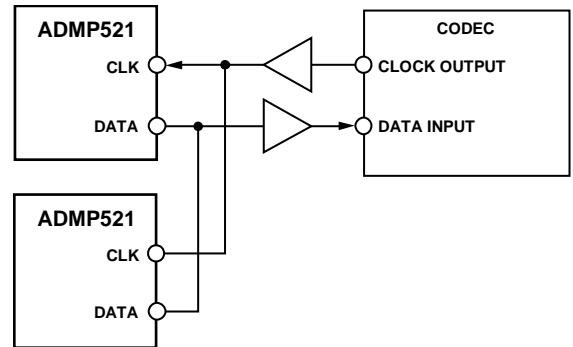 ADMP521
CLK
DATA
CODEC
CLOCK OUTPUT
DATA INPUT
ADMP521
CLK
DATA